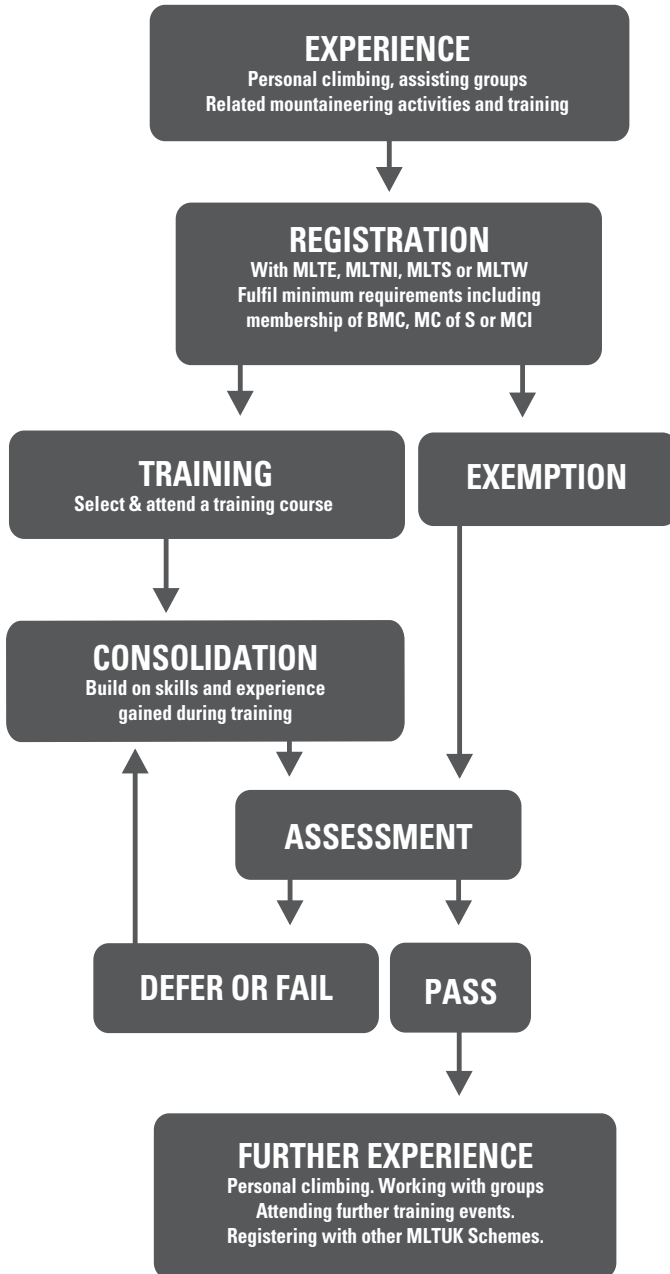 EXPERIENCE
Personal climbing, assisting groups
Related mountaineering activities and training
REGISTRATION
With MLTE, MLTNI, MLTS or MLTW
Fulfil minimum requirements including
membership of BMC, MC of S or MCI
TRAINING
Select & attend a training course
EXEMPTION
CONSOLIDATION
Build on skills and experience
gained during training
ASSESSMENT
DEFER OR FAIL
PASS
FURTHER EXPERIENCE
Personal climbing. Working with groups
Attending further training events.
Registering with other MLTUK Schemes.